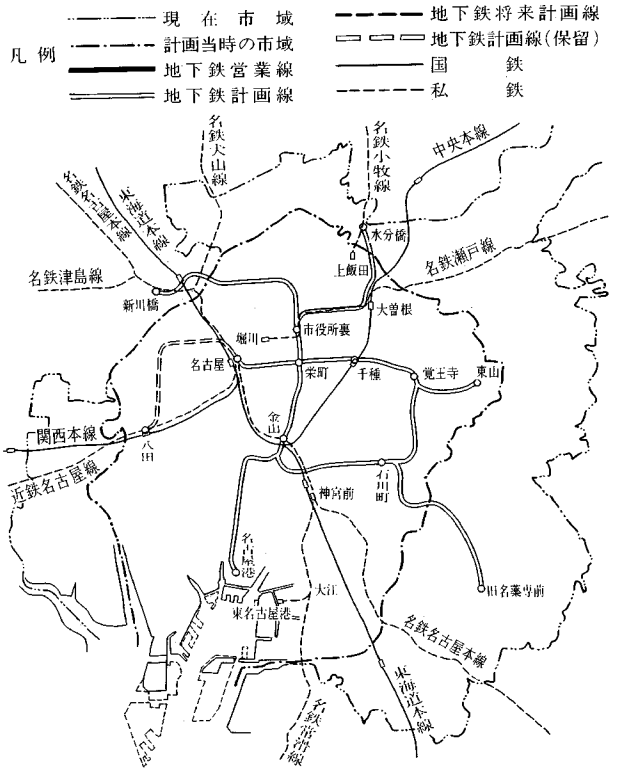 凡例
現在市域
計画当時の市域
地下鉄営業線
地下鉄計画線
地下鉄将来計画線
地下鉄計画線(保留)
国鉄
私鉄
名鉄犬山線
名鉄小牧線
中央本線
名鉄名古屋本線
東海道本線
水分橋
上飯田
名鉄瀬戸線
名鉄津島線
新川橋
大曽根
市役所裏
堀川
名古屋
栄町
千種
覚王寺
東山
金山
関西本線
八田
近鉄名古屋線
石川町
神宮前
名古屋港
大江
東名古屋港
旧名薬専前
名鉄名古屋本線
東海道本線
名鉄常滑線